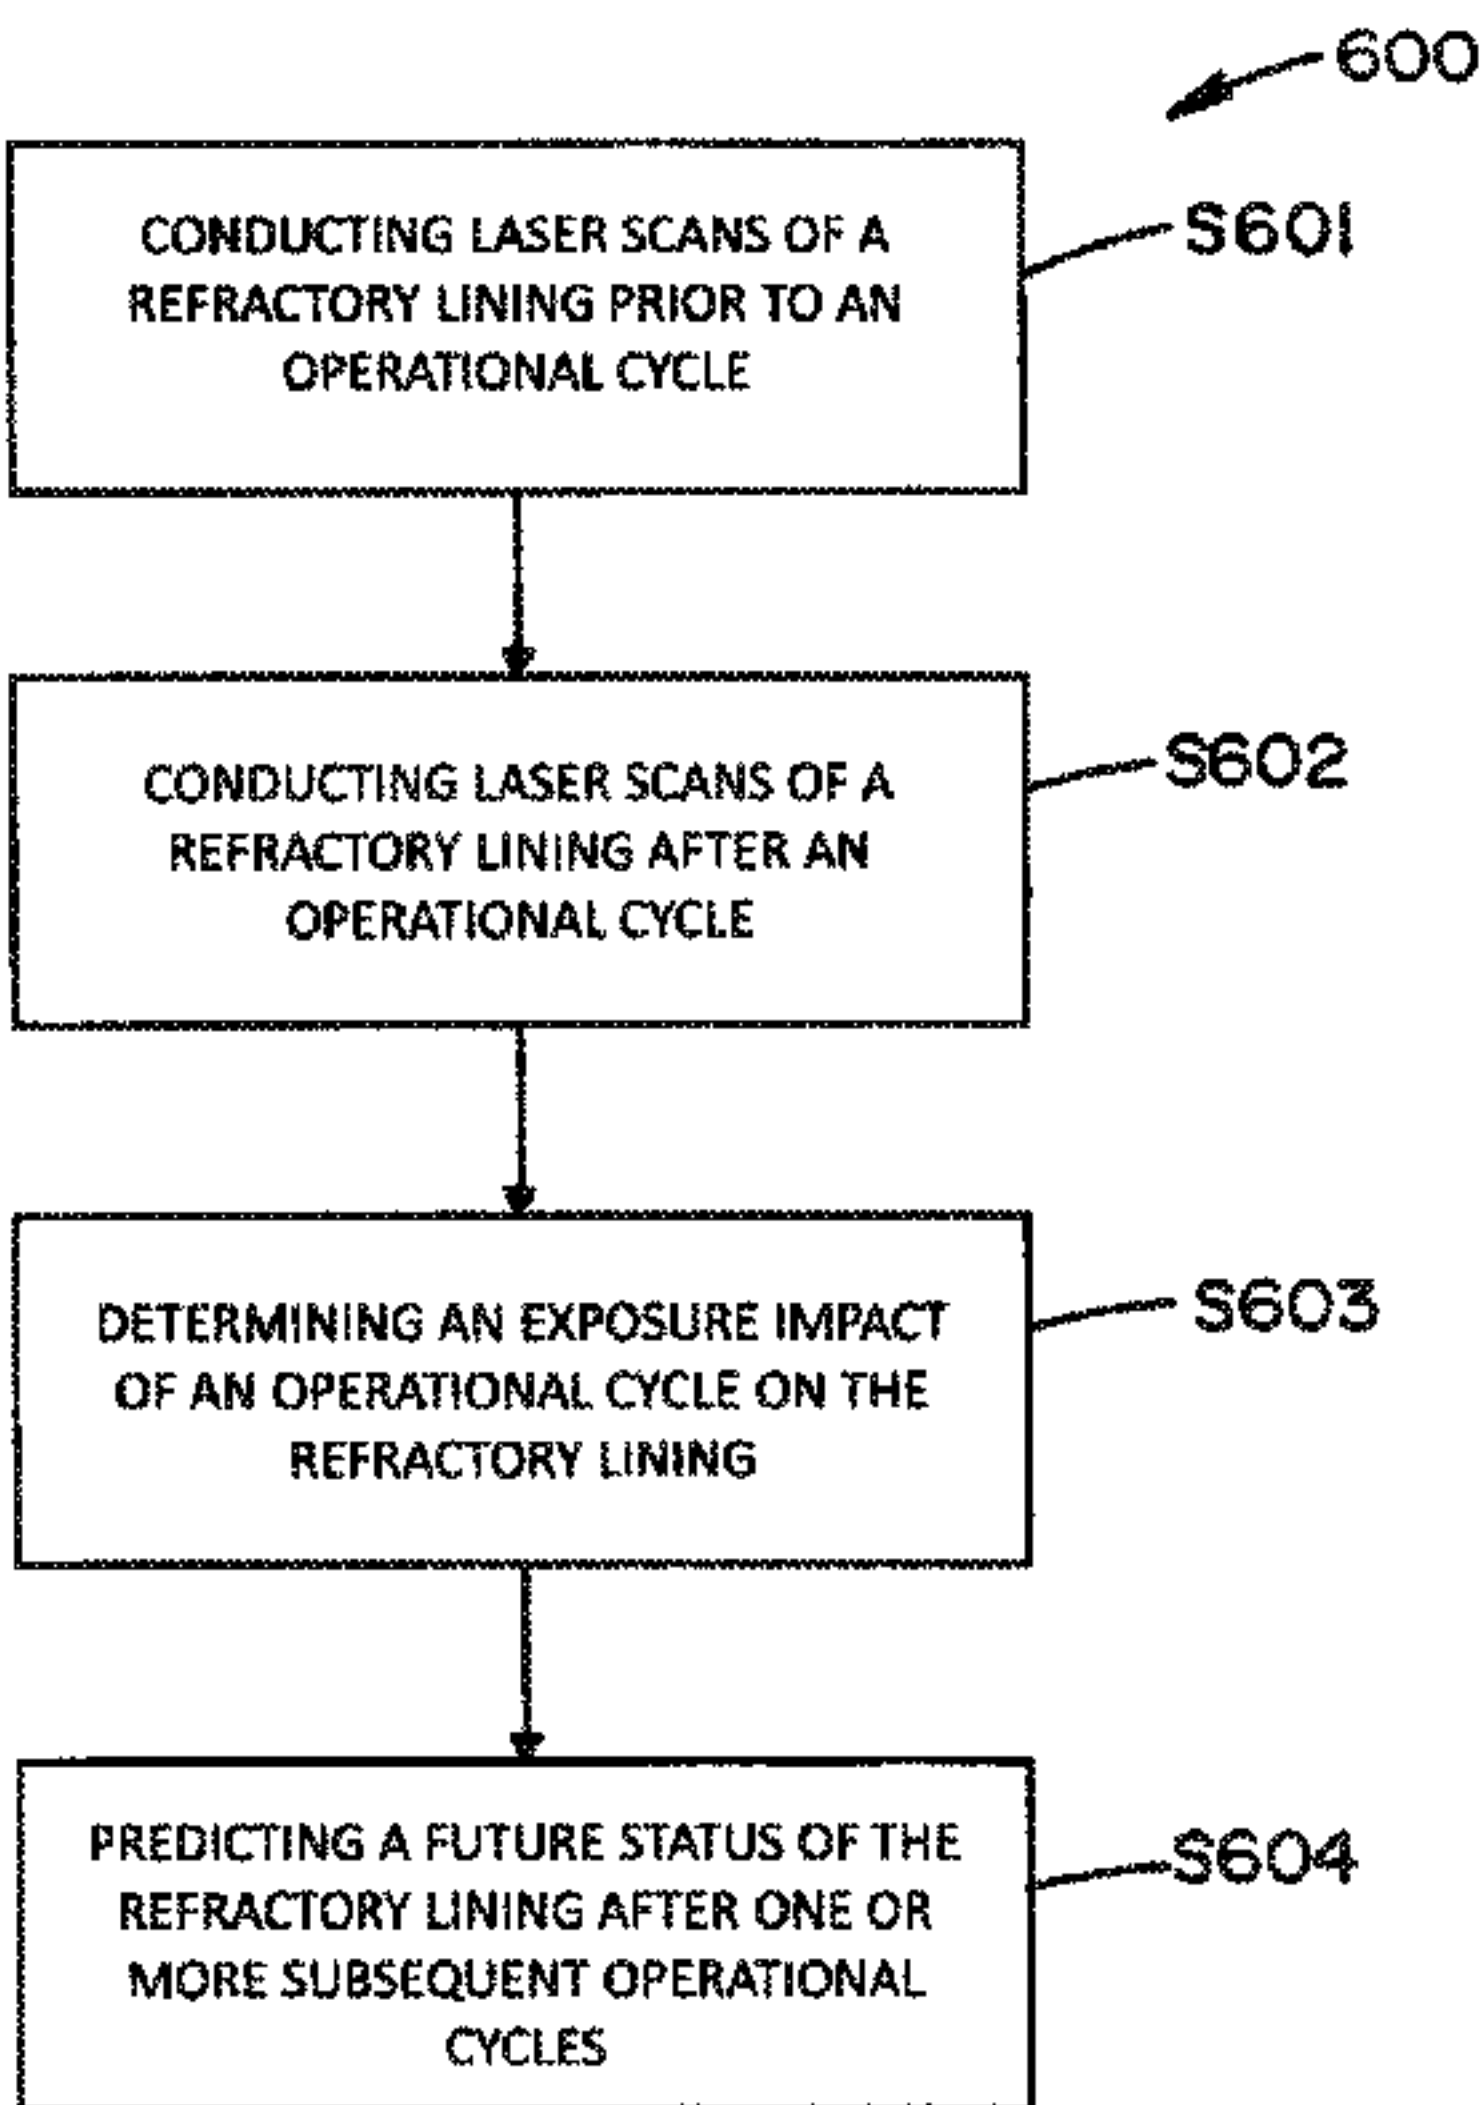 600
CONDUCTING LASER SCANS OF A
REFRACTORY LINING PRIOR TO AN
OPERATIONAL CYCLE
S601
CONDUCTING LASER SCANS OF A
REFRACTORY LINING AFTER AN
OPERATIONAL CYCLE
S602
DETERMINING AN EXPOSURE IMPACT
OF AN OPERATIONAL CYCLE ON THE
REFRACTORY LINING
S603
PREDICTING A FUTURE STATUS OF THE
REFRACTORY LINING AFTER ONE OR
MORE SUBSEQUENT OPERATIONAL
CYCLES
S604